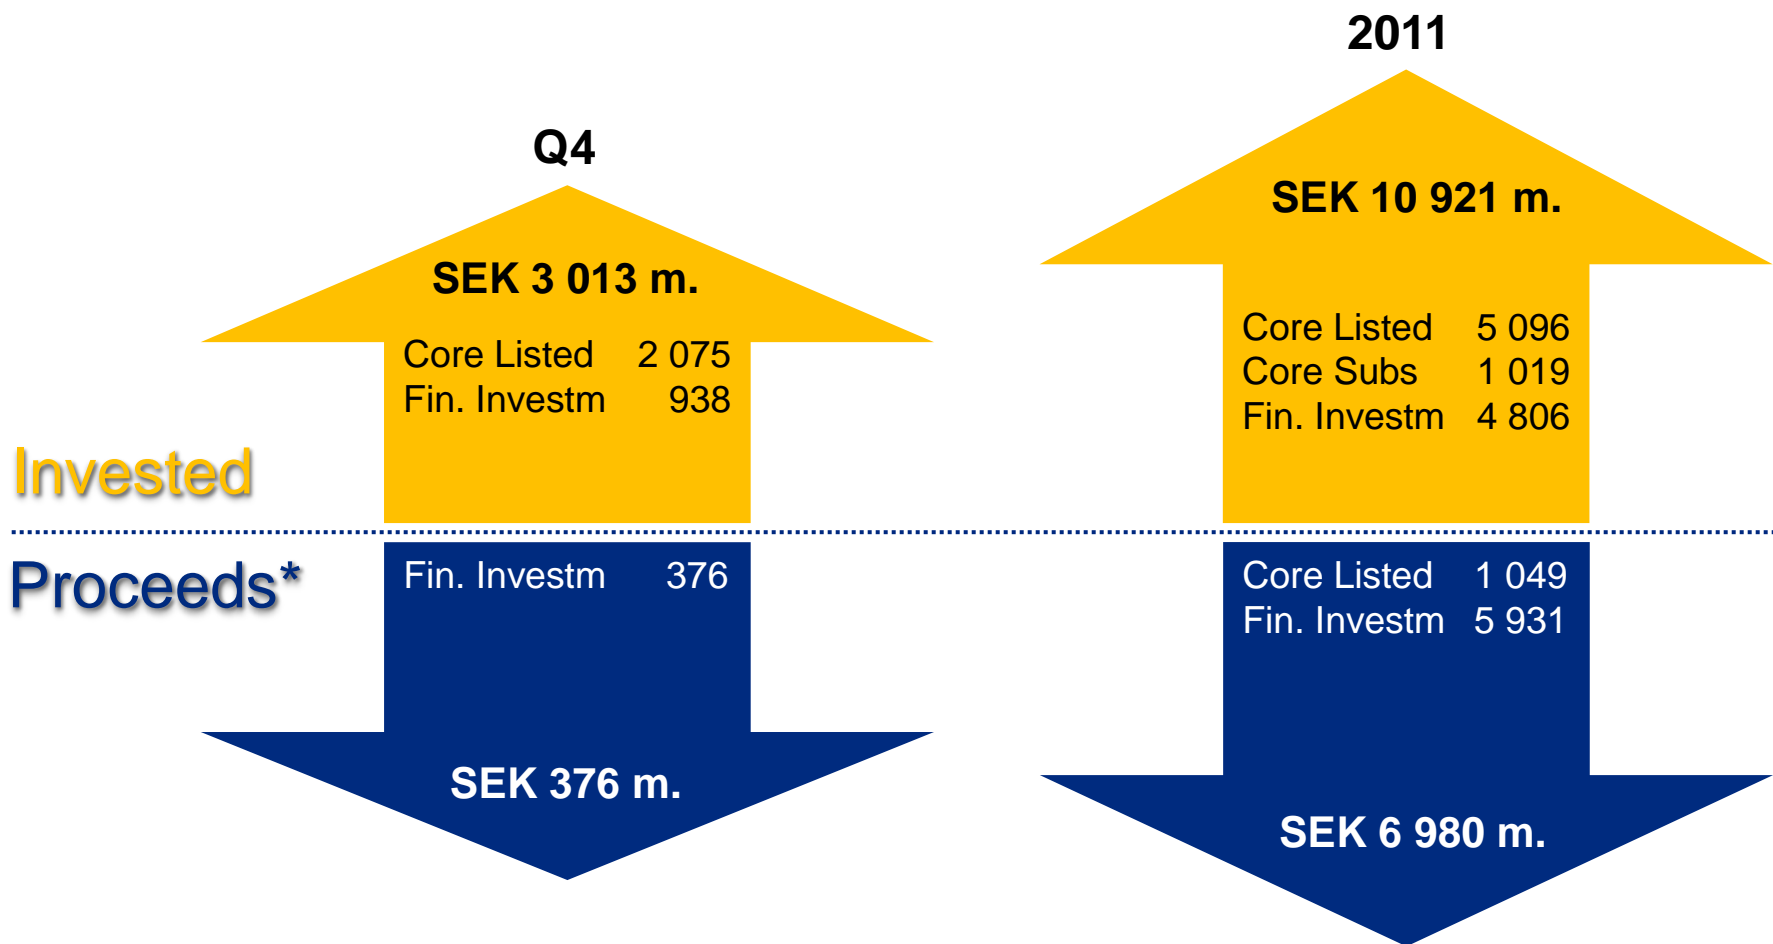 Q4
SEK 3 013 m.
Core Listed 2 075
Fin. Investm 938
2011
SEK 10 921 m.
Core Listed 5 096
Core Subs 1 019
Fin. Investm 4 806
Invested
Proceeds*
Fin. Investm 376
SEK 376 m.
Core Listed 1 049
Fin. Investm 5 931
SEK 6 980 m.